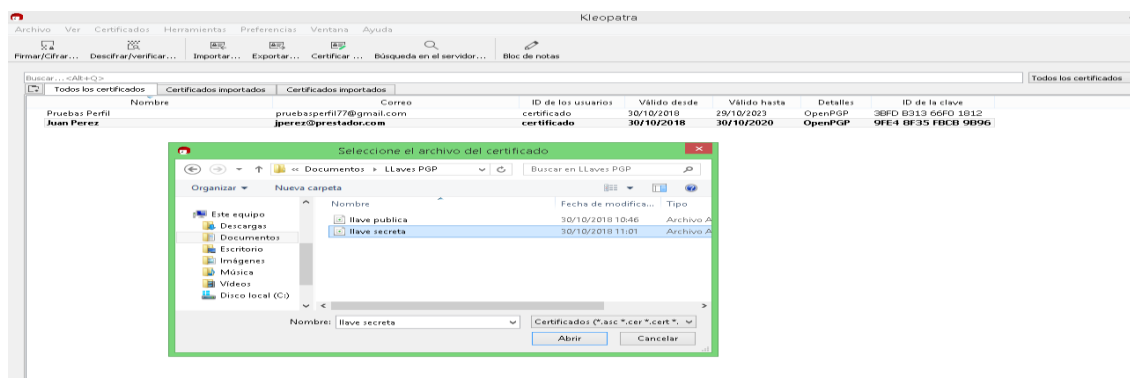 Kleopatra
Archivo Ver Certificados Herramientas Preferencias Ventana Ayuda
Firmar/Cifrar... Descifrar/verificar... Importar... Exportar... Certificar ... Búsqueda en el servidor... Bloc de notas
Buscar...<Alt+Q> Todos los certificados
Todos los certificados Certificados importados Certificados importados
Nombre Correo ID de los usuarios Válido desde Válido hasta Detalles ID de la clave
Pruebas Perfil pruebasperfil77@gmail.com certificado 30/10/2018 29/10/2023 OpenPGP 3BFD B313 66F0 1812
Juan Perez jperez@prestador.com certificado 30/10/2018 30/10/2020 OpenPGP 9FE4 8F35 FBCB 9B96
Seleccione el archivo del certificado
« Documentos LLaves PGP Buscar en LLaves PGP
Organizar Nueva carpeta
Nombre Fecha de modifica... Tipo
Este equipo
llave publica 30/10/2018 10:46 Archivo A
Descargas
llave secreta 30/10/2018 11:01 Archivo A
Documentos
Escritorio
Imágenes
Música
Vídeos
Disco local (C:)
Nombre: llave secreta Certificados (*.asc *.cer *.cert *.
Abrir Cancelar